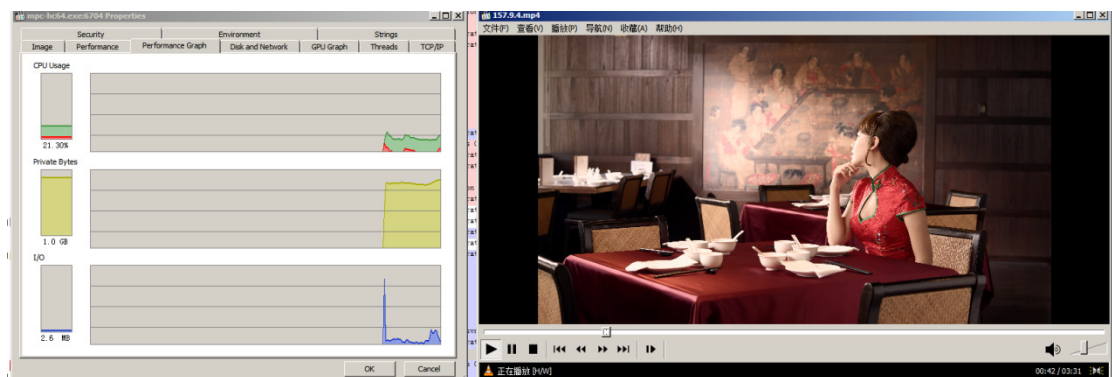 mpc-hc64.exe:6704 Properties
Security Environment Strings
Image Performance Performance Graph Disk and Network GPU Graph Threads TCP/IP
CPU Usage
21.30%
Private Bytes
1.0 GB
I/O
2.6 MB
OK Cancel
157.9.4.mp4
文件(F) 查看(V) 播放(P) 导航(N) 收藏(A) 帮助(H)
正在播放 [H/W]
00:42 / 03:31